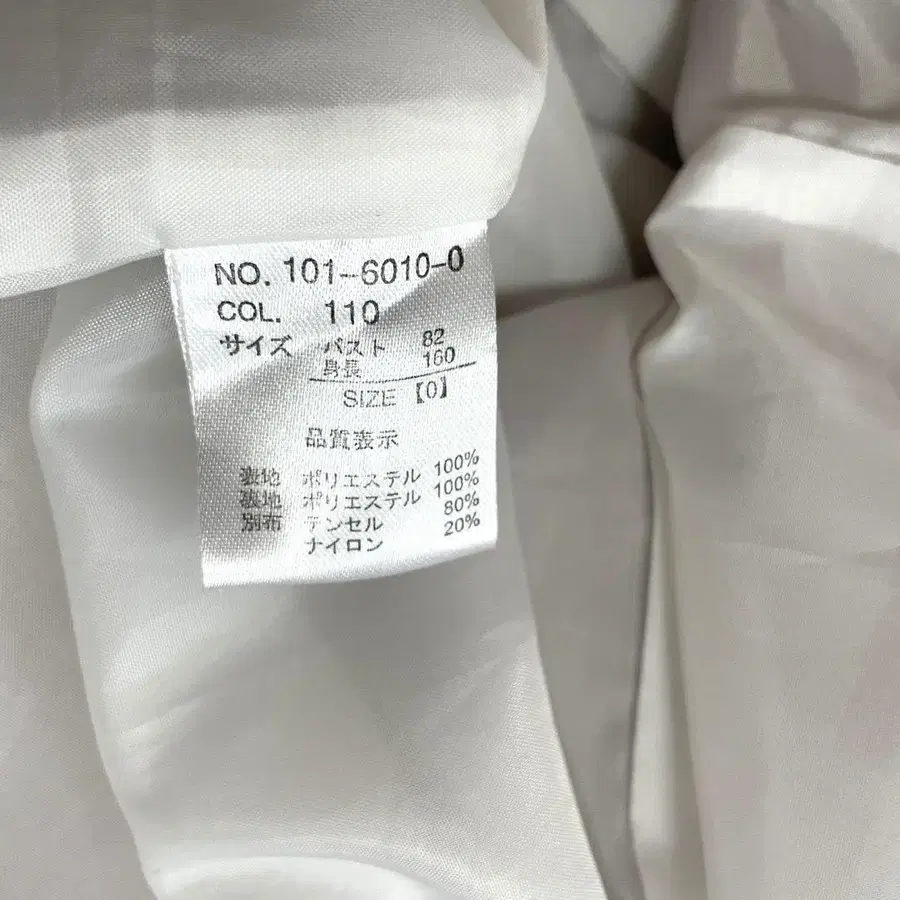 NO. 101-6010-0
COL. 110
サイズ バスト 82
身長 160
SIZE 【0】
品質表示
表地 ポリエステル 100%
裏地 ポリエステル 100%
別布 テンセル 80%
ナイロン 20%